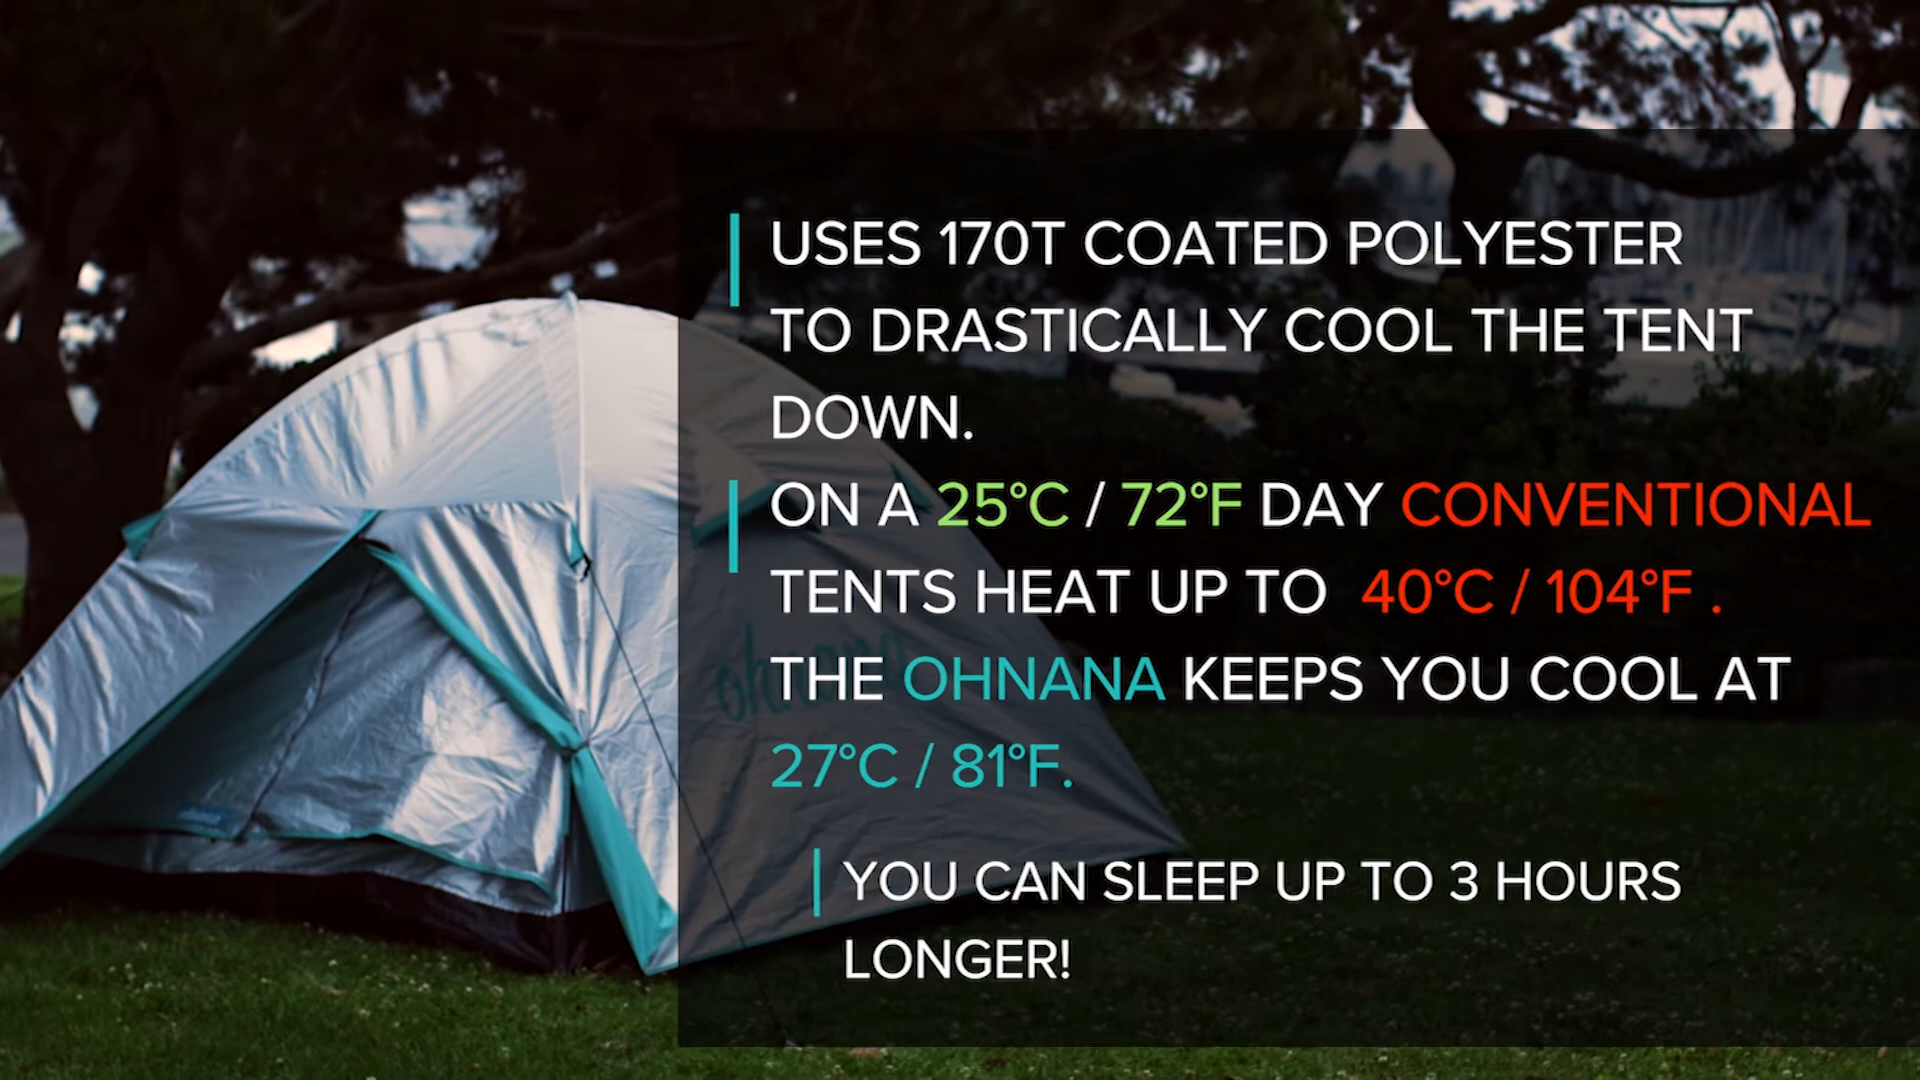 USES 170T COATED POLYESTER
TO DRASTICALLY COOL THE TENT
DOWN.
ON A 25°C / 72°F DAY CONVENTIONAL
TENTS HEAT UP TO 40°C / 104°F .
THE OHNANA KEEPS YOU COOL AT
27°C / 81°F.
YOU CAN SLEEP UP TO 3 HOURS
LONGER!
ohnana